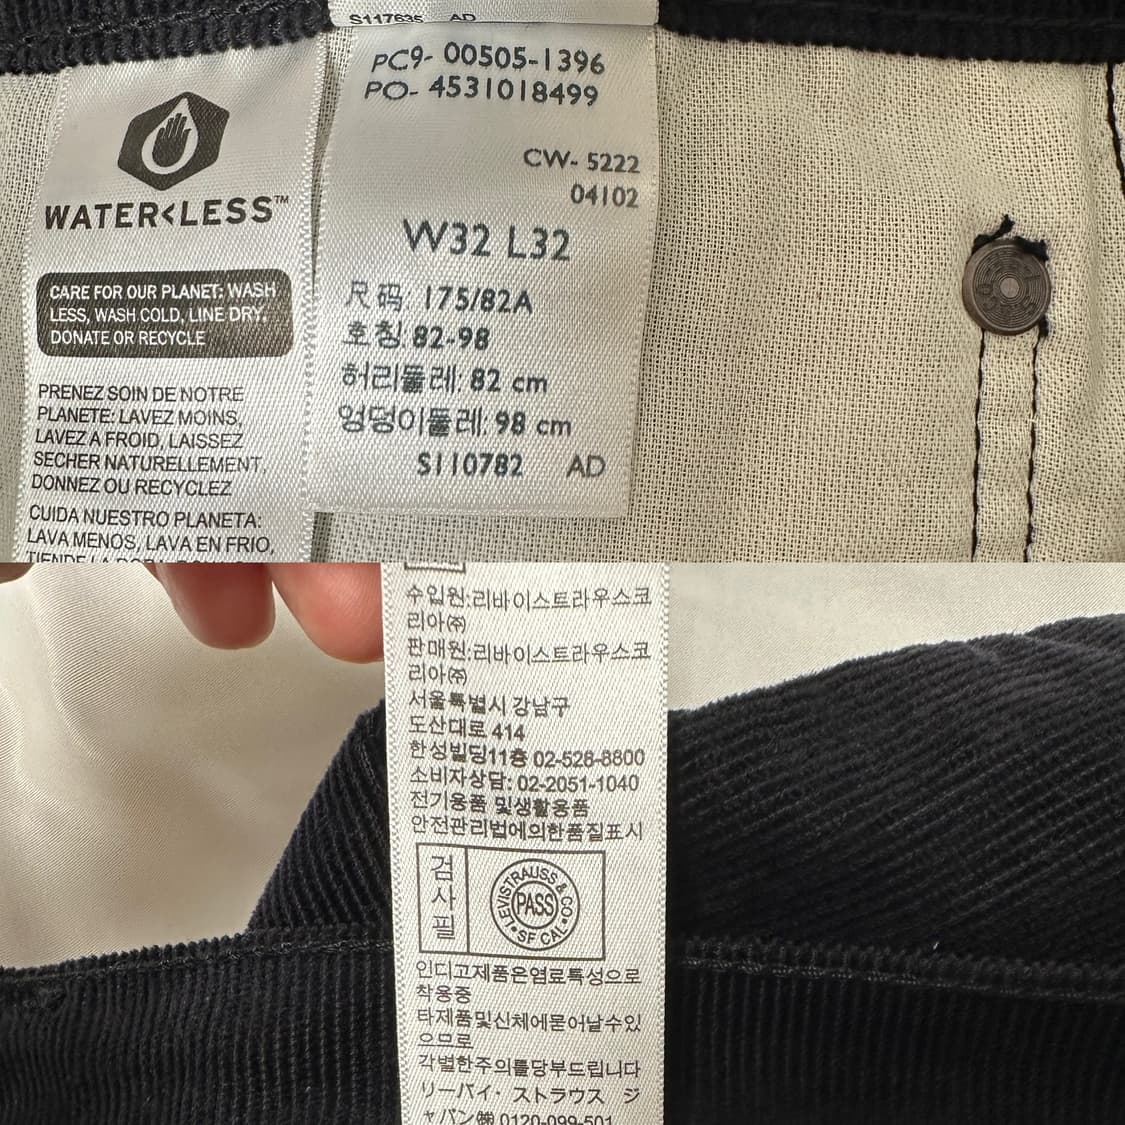 S117635 AD
WATER<LESS™
CARE FOR OUR PLANET: WASH
LESS, WASH COLD, LINE DRY,
DONATE OR RECYCLE
PRENEZ SOIN DE NOTRE
PLANETE: LAVEZ MOINS,
LAVEZ A FROID, LAISSEZ
SECHER NATURELLEMENT,
DONNEZ OU RECYCLEZ
CUIDA NUESTRO PLANETA:
LAVA MENOS, LAVA EN FRIO,
PC9- 00505-1396
PO- 4531018499
CW- 5222
04102
W32 L32
尺码: 175/82A
호칭: 82-98
허리둘레: 82 cm
엉덩이둘레: 98 cm
S110782 AD
수입원:리바이스트라우스코
리아㈜
판매원:리바이스트라우스코
리아㈜
서울특별시 강남구
도산대로 414
한성빌딩11층 02-526-8800
소비자상담: 02-2051-1040
전기용품 및생활용품
안전관리법에의한품질표시
검
사
필
LEVI STRAUSS & CO.
PASS
SF CAL
인디고제품은염료특성으로
착용중
타제품및신체에묻어날수있
으므로
각별한주의를당부드립니다
リーバイ・ストラウス ジ
ャパン㈱ 0120-099-501